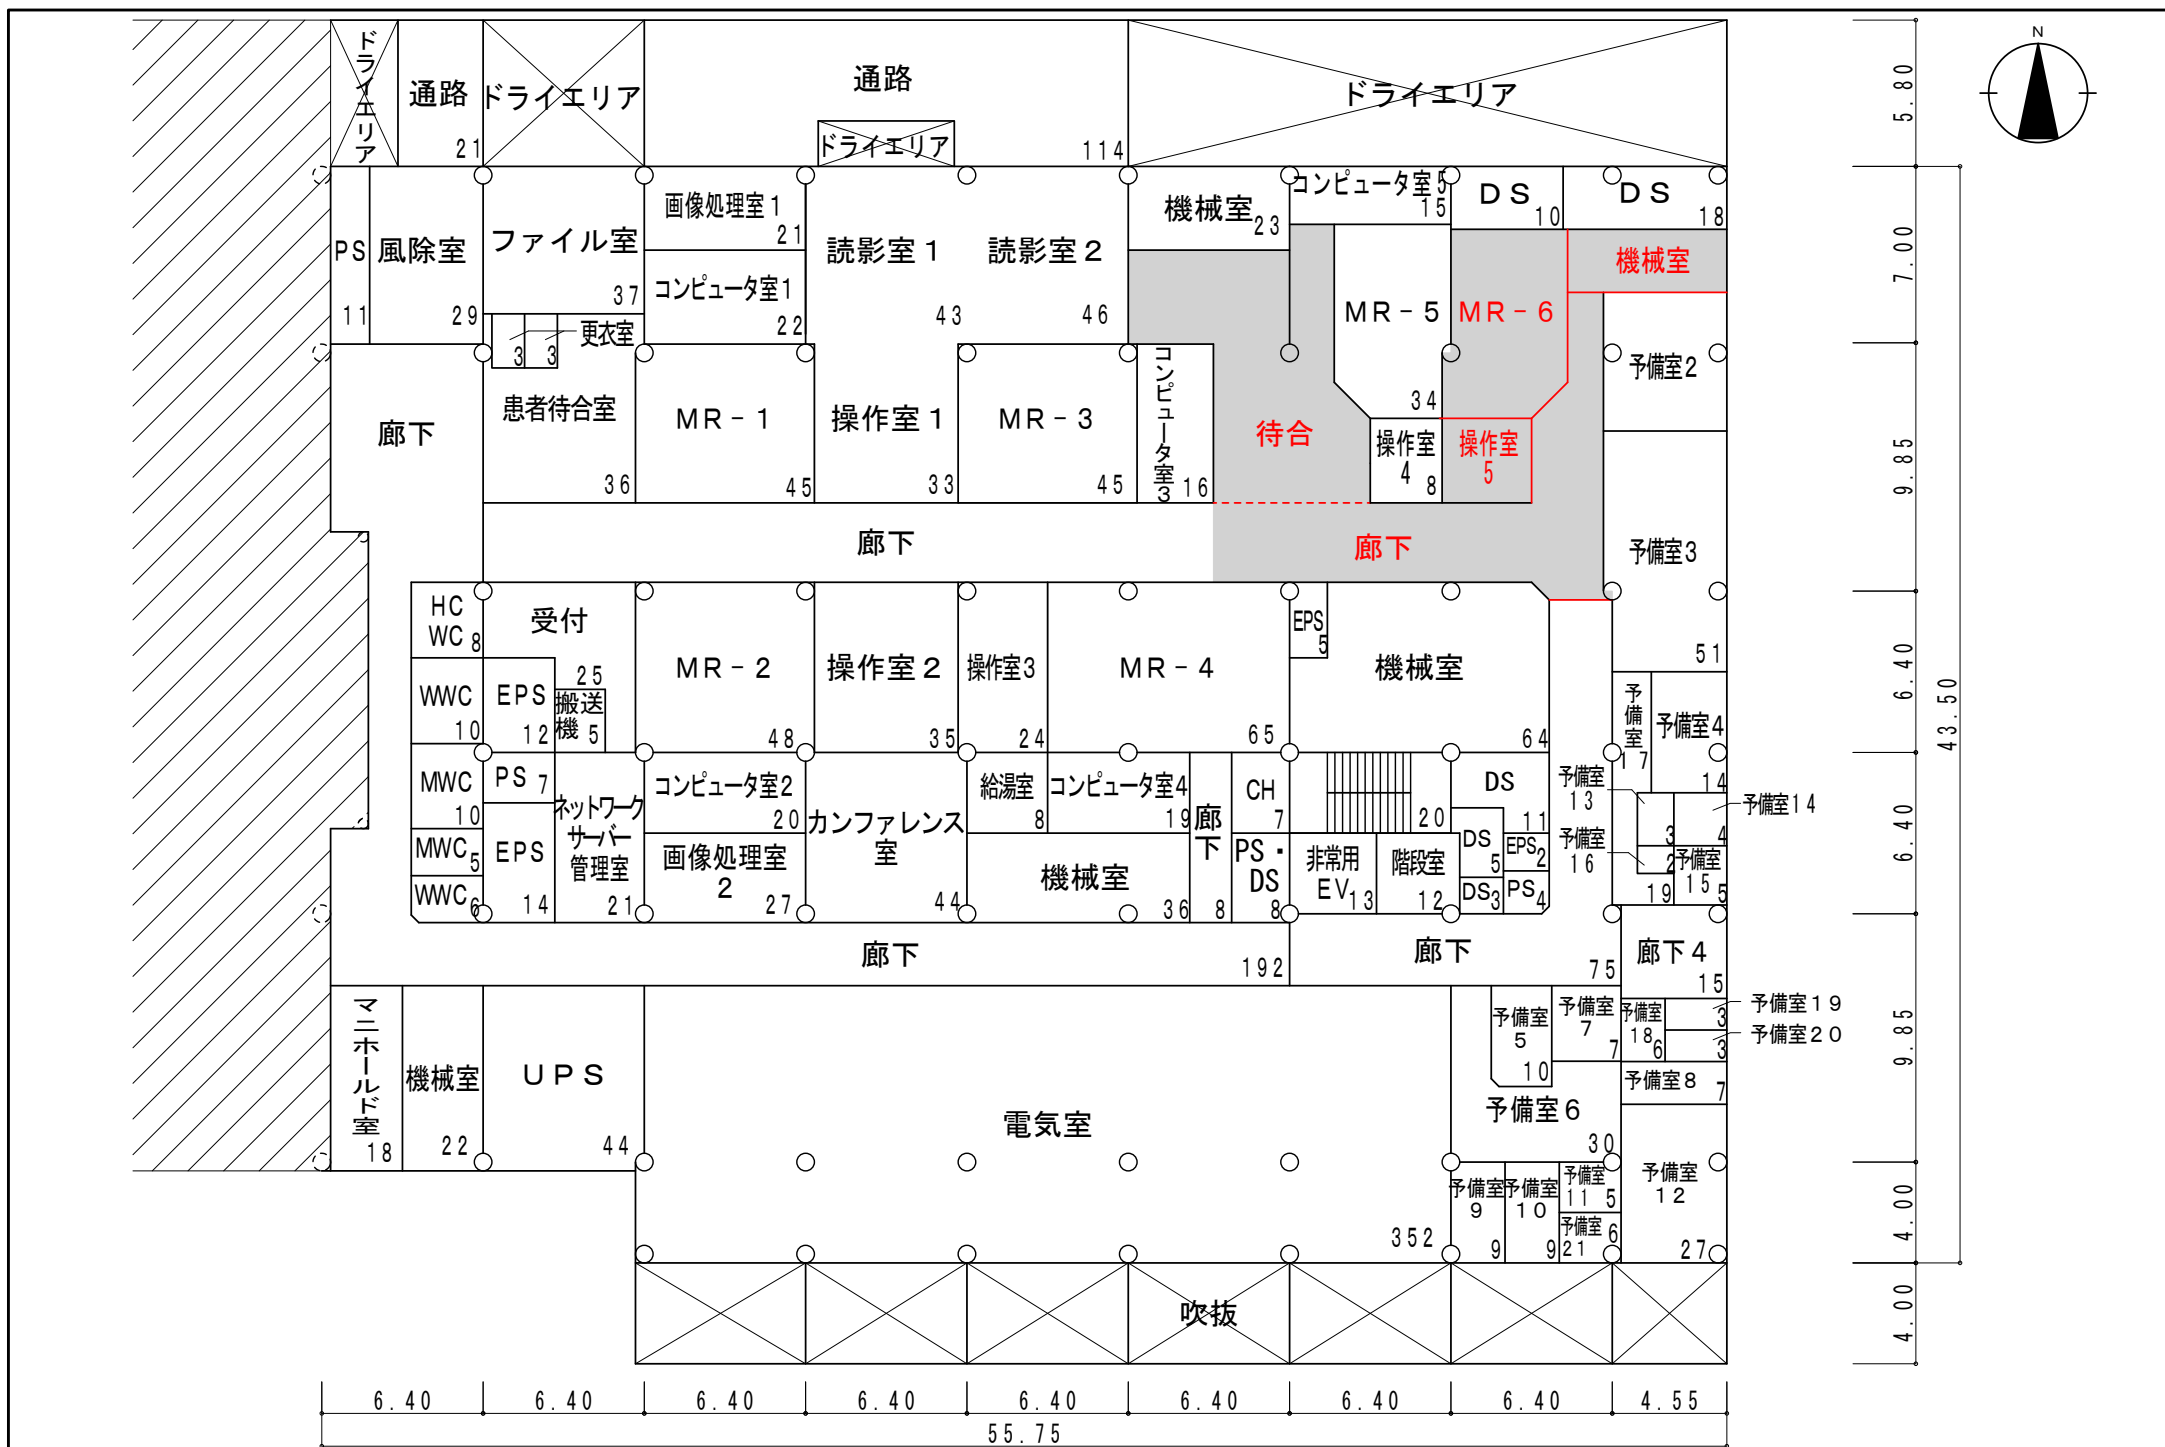 N
ドライエリア
通路
21
ドライエリア
通路
ドライエリア
114
ドライエリア
5.80
PS
11
風除室
29
ファイル室
37
画像処理室1
21
コンピュータ室1
22
読影室1
43
読影室2
46
機械室
23
コンピュータ室5
15
DS
10
DS
18
機械室
7.00
更衣室
3
3
MR-5
34
MR-6
予備室2
廊下
患者待合室
36
MR-1
45
操作室1
33
MR-3
45
コンピュータ室3
16
待合
操作室
4
8
操作室
5
9.85
廊下
廊下
予備室3
51
HC
WC
8
受付
25
MR-2
48
操作室2
35
操作室3
24
MR-4
65
EPS
5
機械室
64
6.40
43.50
WWC
10
EPS
12
搬送
機
5
予備室
17
予備室4
14
MWC
10
PS
7
ネットワーク
サーバー
管理室
21
コンピュータ室2
20
カンファレンス
室
44
給湯室
8
コンピュータ室4
19
廊下
8
CH
7
20
DS
11
予備室
13
3
予備室14
4
6.40
MWC
5
EPS
14
画像処理室
2
27
機械室
36
PS・
DS
8
非常用
EV
13
階段室
12
DS
5
EPS
2
予備室
16
2
予備室
15
5
19
WWC
6
DS
3
PS
4
廊下
192
廊下
75
廊下4
15
マニホールド室
18
機械室
22
UPS
44
電気室
352
予備室
5
10
予備室
7
7
予備室
18
6
予備室19
3
予備室20
3
予備室8
7
9.85
予備室6
30
予備室
9
9
予備室
10
9
予備室
11
5
予備室
21
6
予備室
12
27
4.00
吹抜
4.00
6.40
6.40
6.40
6.40
6.40
6.40
6.40
6.40
4.55
55.75